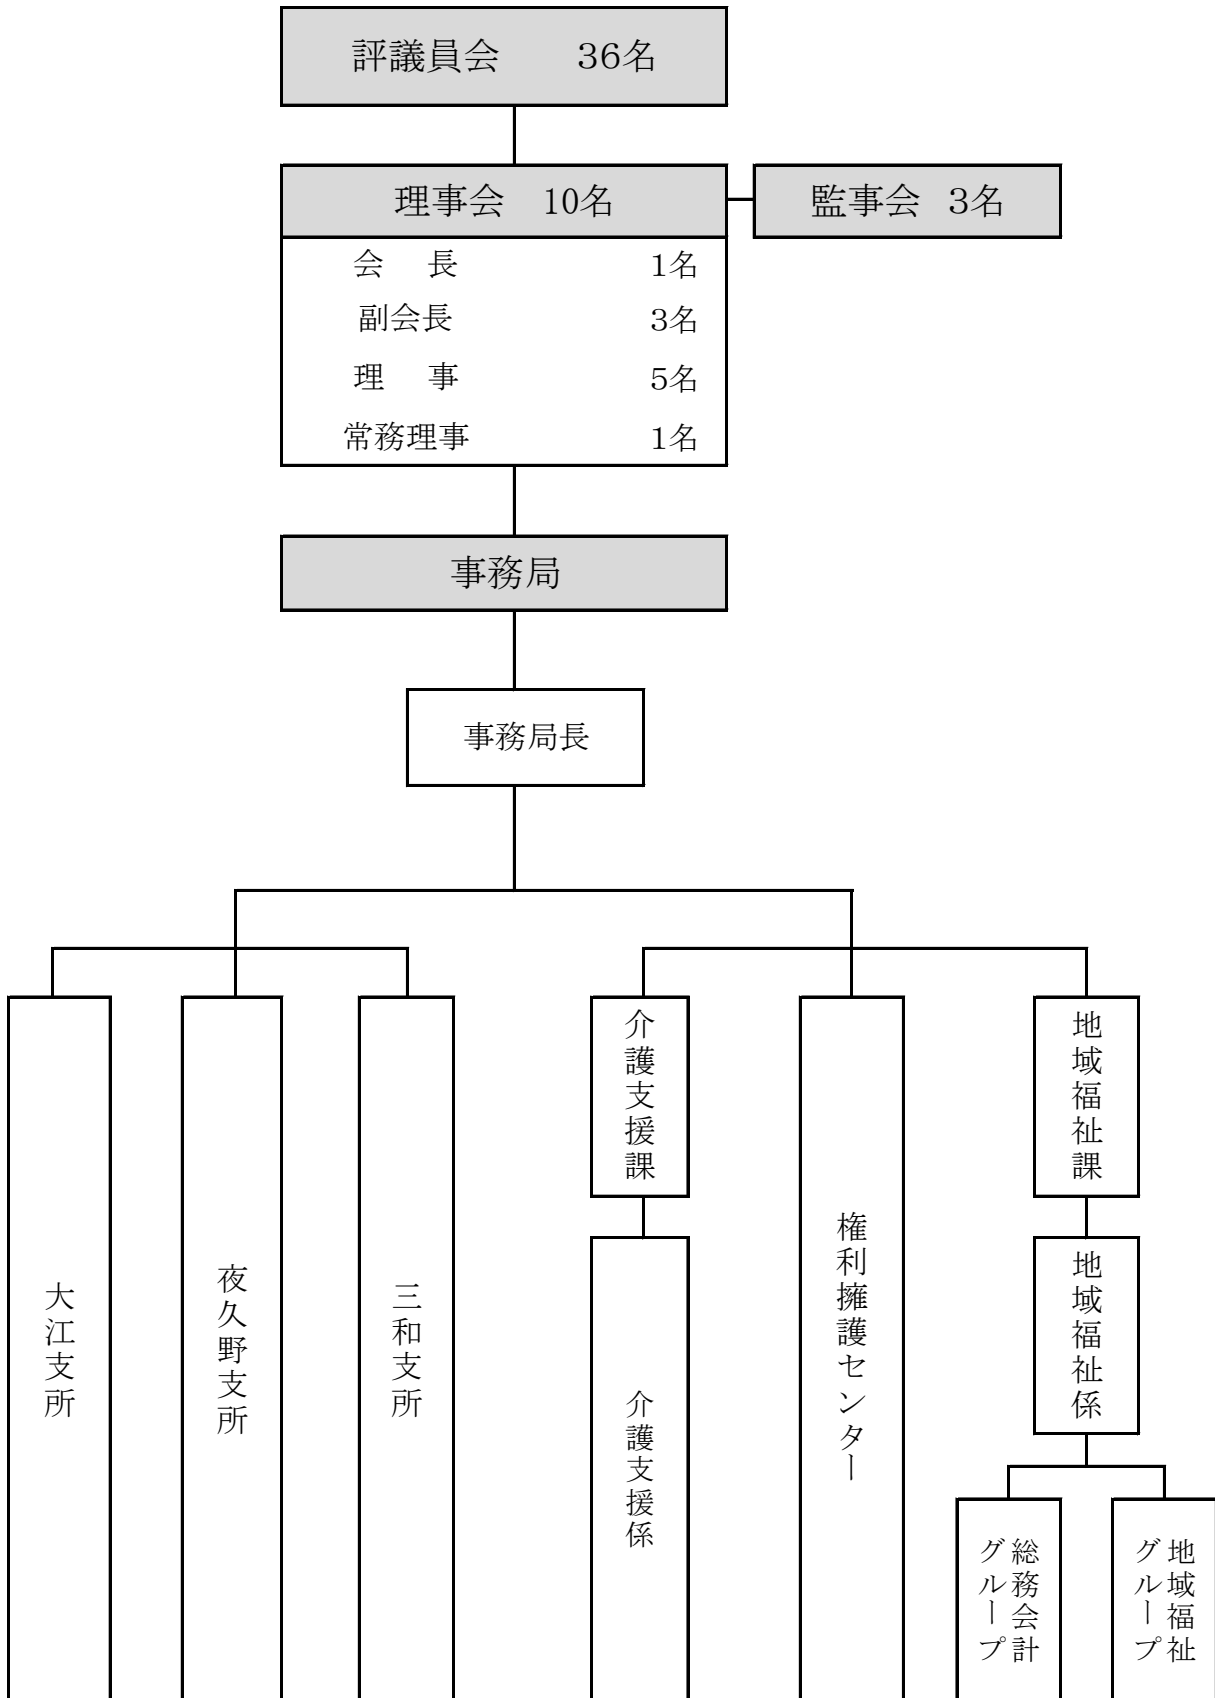 評議員会　36名
理事会　10名
監事会　3名
会　長　1名
副会長　3名
理　事　5名
常務理事　1名
事務局
事務局長
大江支所
夜久野支所
三和支所
介護支援課
介護支援係
権利擁護センター
地域福祉課
地域福祉係
総務会計
グループ
地域福祉
グループ